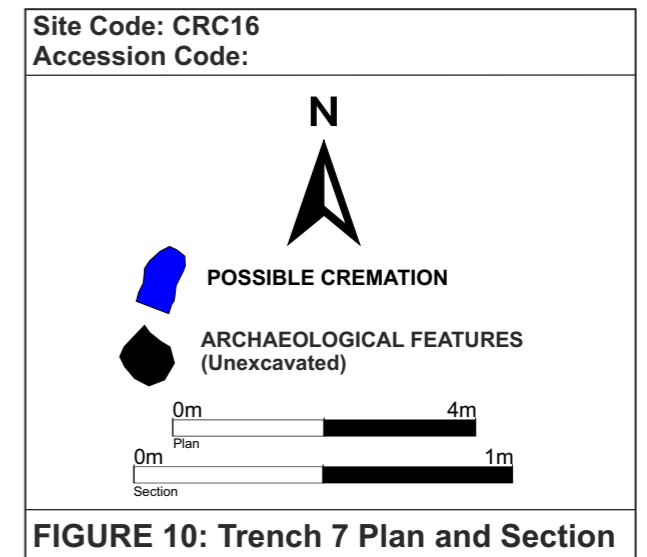 Site Code: CRC16
Accession Code:
N
POSSIBLE CREMATION
ARCHAEOLOGICAL FEATURES
(Unexcavated)
0m 4m
Plan
0m 1m
Section
FIGURE 10: Trench 7 Plan and Section